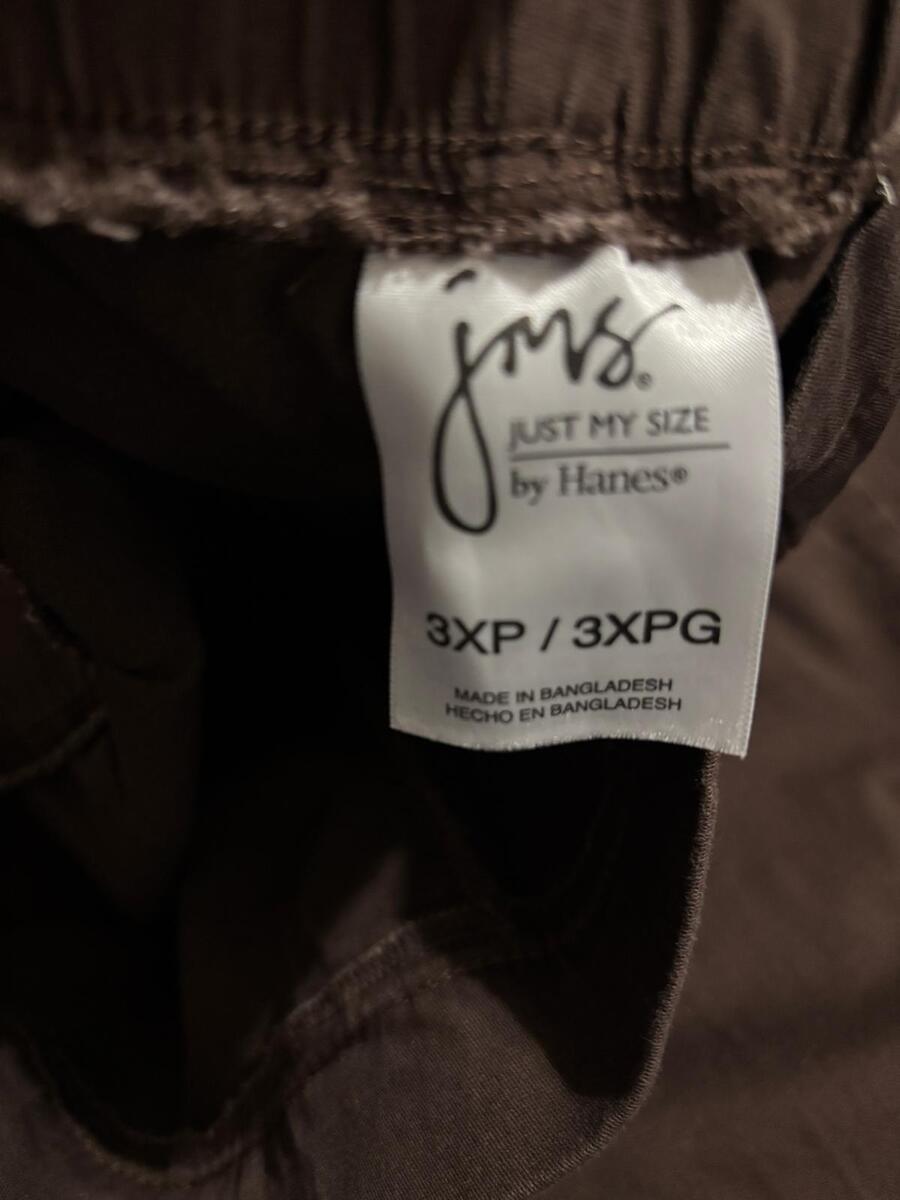 jms®
JUST MY SIZE
by Hanes®
3XP / 3XPG
MADE IN BANGLADESH
HECHO EN BANGLADESH